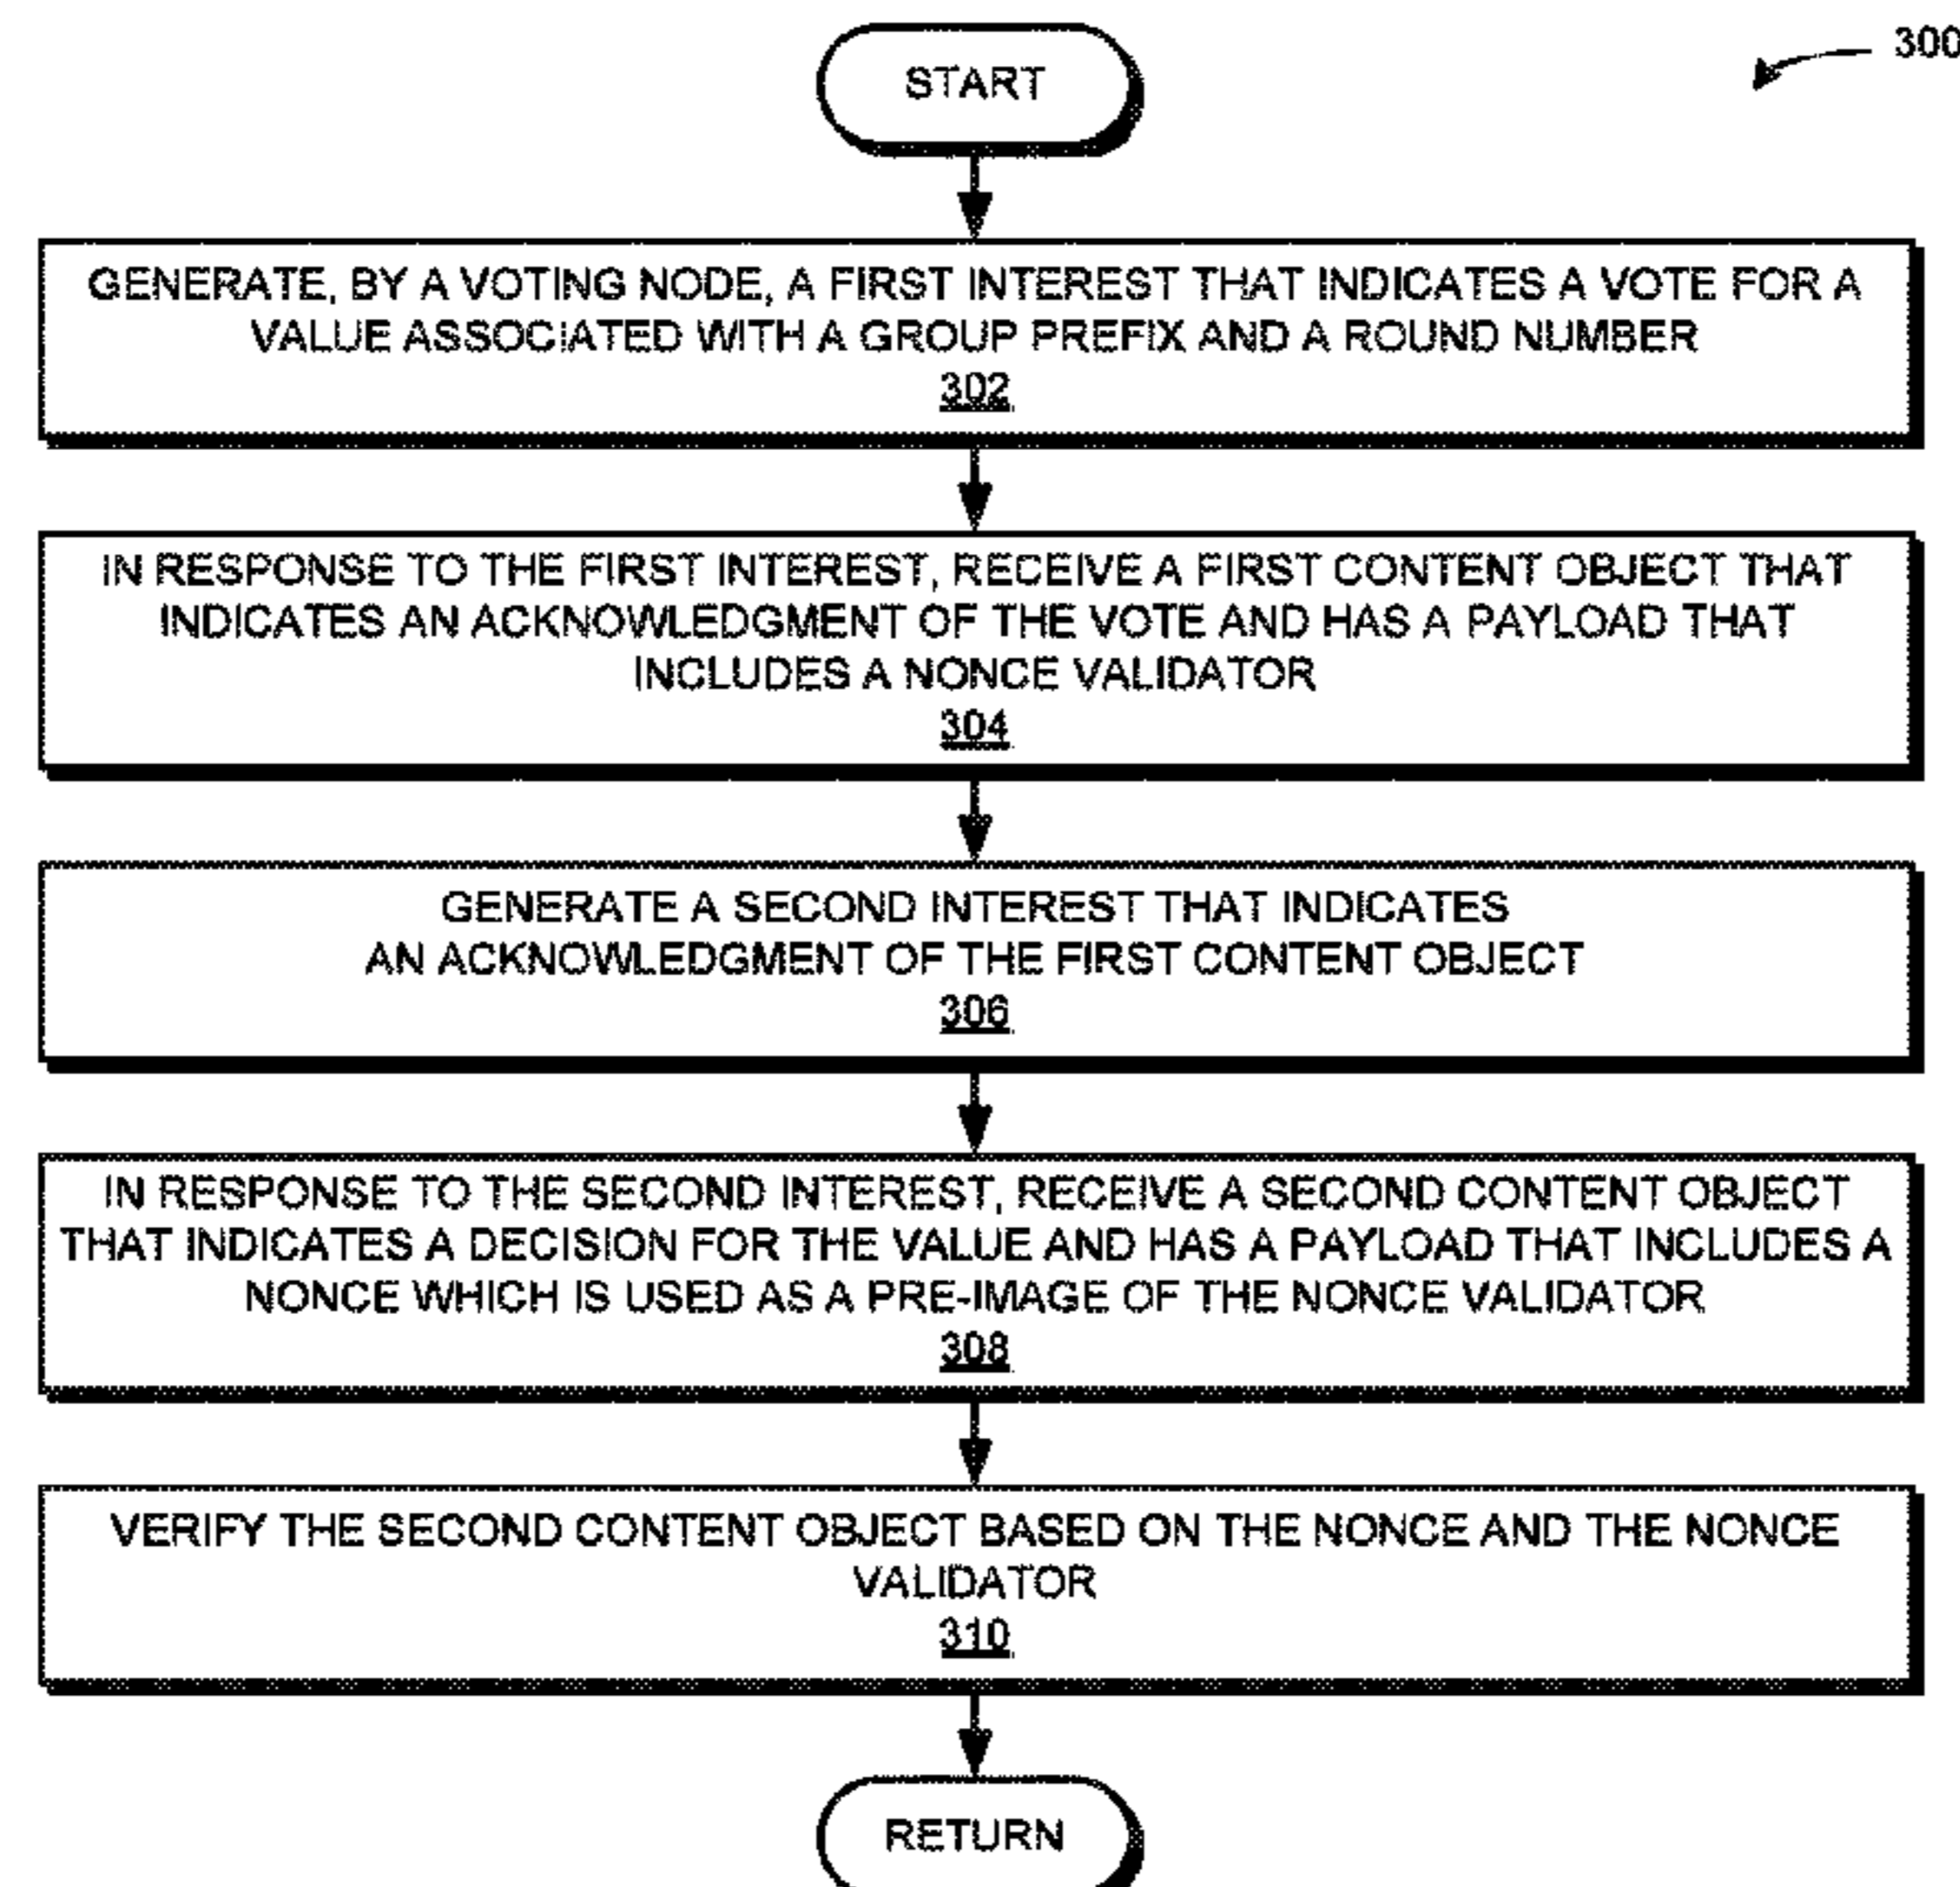 300
START
GENERATE, BY A VOTING NODE, A FIRST INTEREST THAT INDICATES A VOTE FOR A
VALUE ASSOCIATED WITH A GROUP PREFIX AND A ROUND NUMBER
302
IN RESPONSE TO THE FIRST INTEREST, RECEIVE A FIRST CONTENT OBJECT THAT
INDICATES AN ACKNOWLEDGMENT OF THE VOTE AND HAS A PAYLOAD THAT
INCLUDES A NONCE VALIDATOR
304
GENERATE A SECOND INTEREST THAT INDICATES
AN ACKNOWLEDGMENT OF THE FIRST CONTENT OBJECT
306
IN RESPONSE TO THE SECOND INTEREST, RECEIVE A SECOND CONTENT OBJECT
THAT INDICATES A DECISION FOR THE VALUE AND HAS A PAYLOAD THAT INCLUDES A
NONCE WHICH IS USED AS A PRE-IMAGE OF THE NONCE VALIDATOR
308
VERIFY THE SECOND CONTENT OBJECT BASED ON THE NONCE AND THE NONCE
VALIDATOR
310
RETURN